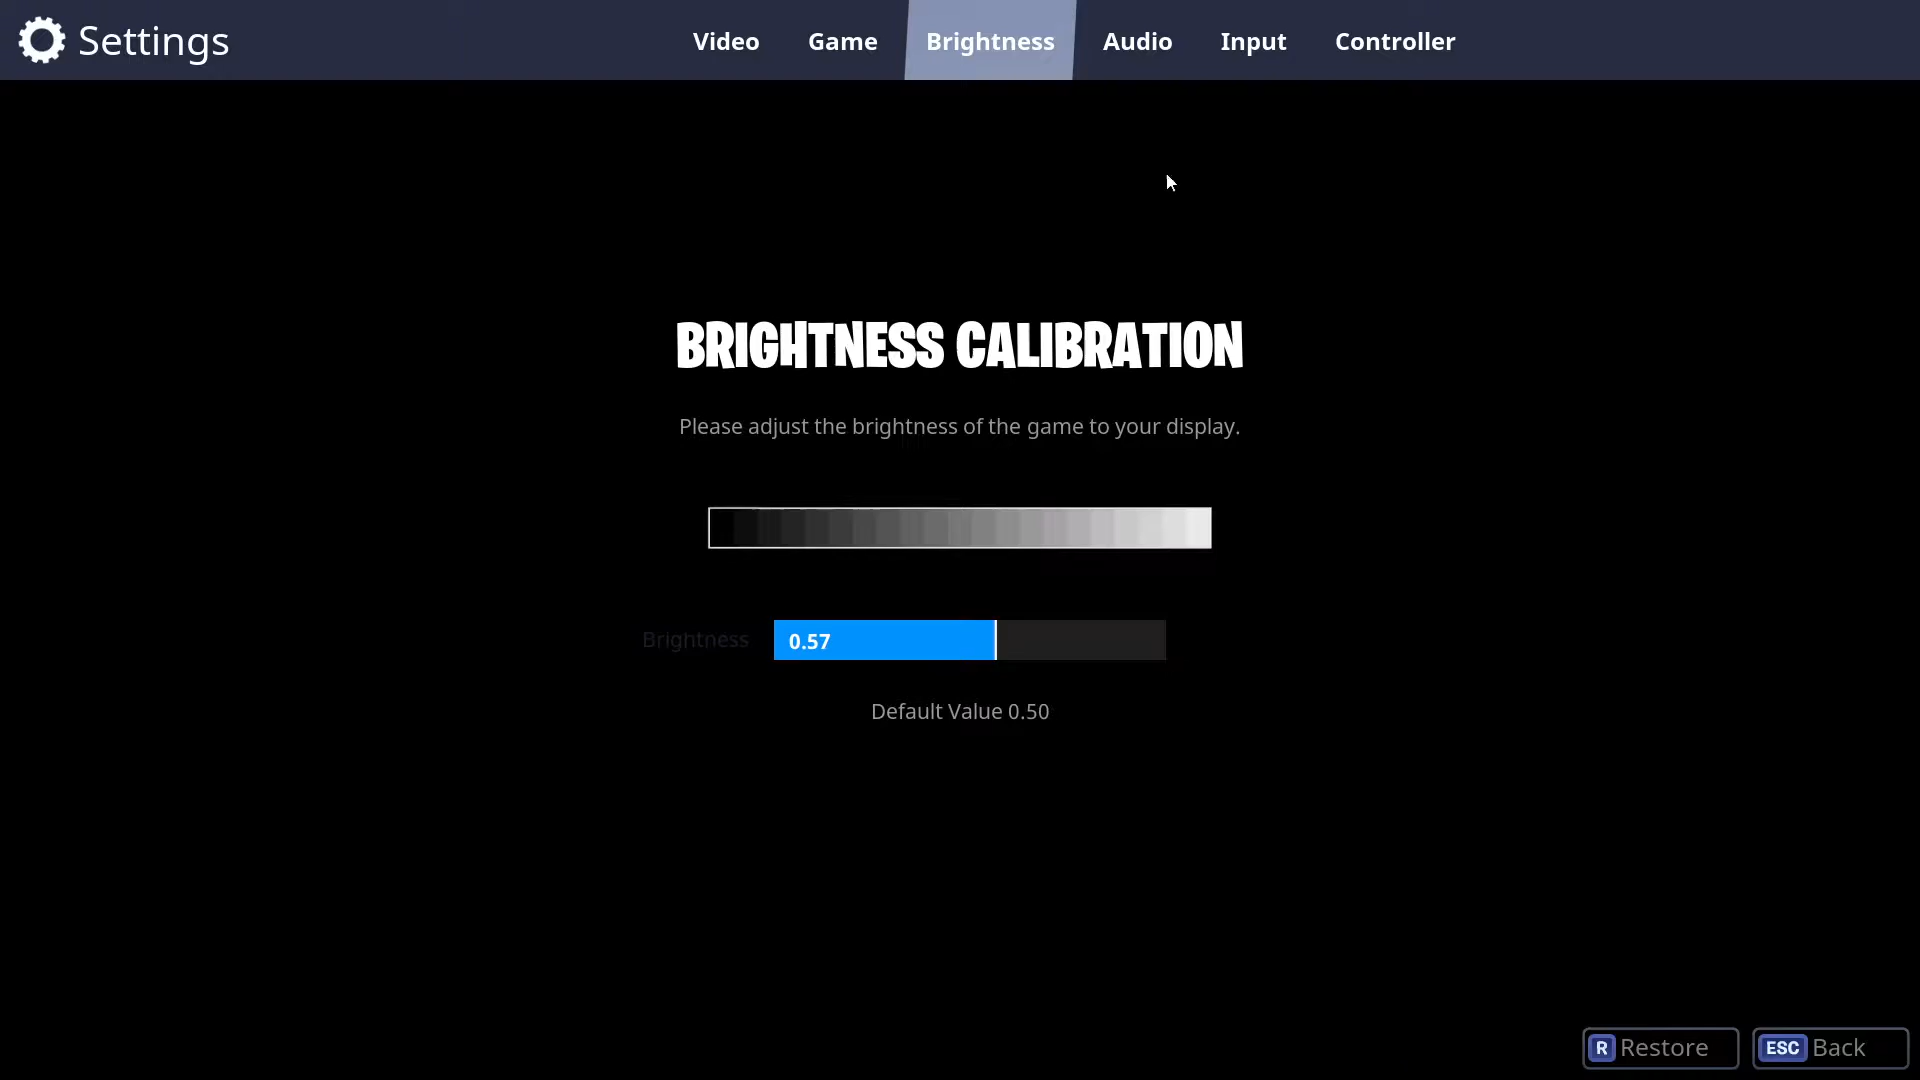 Settings
Video Game Brightness Audio Input Controller
BRIGHTNESS CALIBRATION
Please adjust the brightness of the game to your display.
Brightness 0.57
Default Value 0.50
R Restore ESC Back